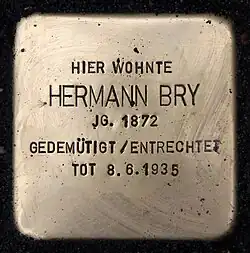 HIER WOHNTE
HERMANN BRY
JG. 1872
GEDEMÜTIGT/ENTRECHTET
TOT 8.6.1935